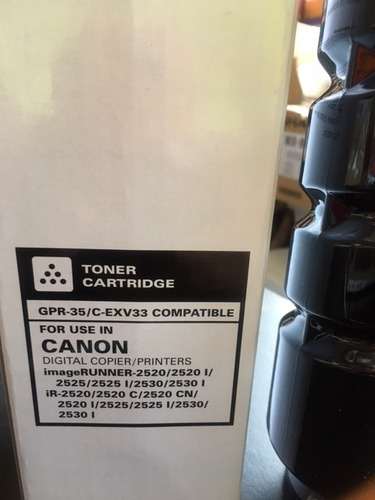 TONER
CARTRIDGE
GPR-35/C-EXV33 COMPATIBLE
FOR USE IN
CANON
DIGITAL COPIER/PRINTERS
imageRUNNER-2520/2520 I/
2525/2525 I/2530/2530 I
iR-2520/2520 C/2520 CN/
2520 I/2525/2525 I/2530/
2530 I